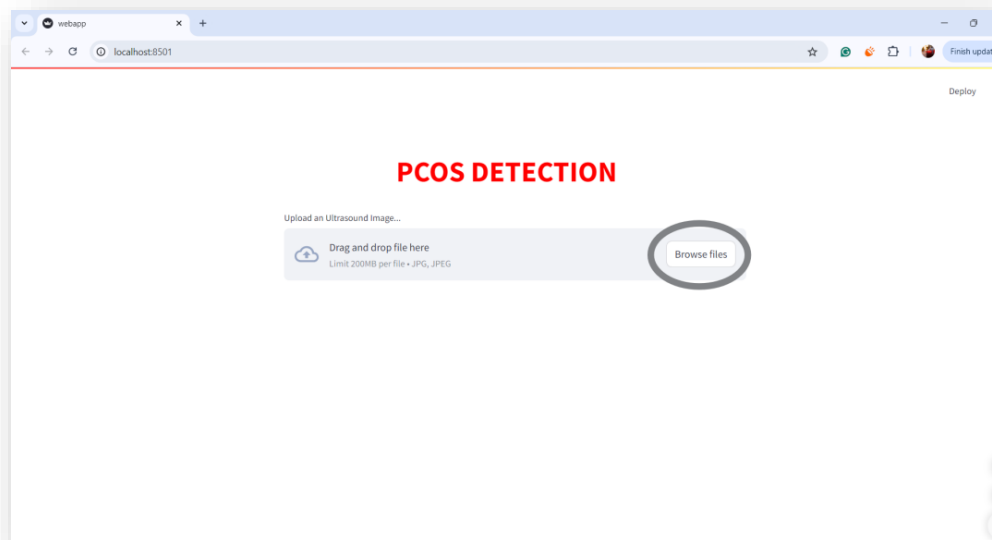 webapp
localhost:8501
Finish updat
Deploy
PCOS DETECTION
Upload an Ultrasound Image...
Drag and drop file here
Limit 200MB per file • JPG, JPEG
Browse files